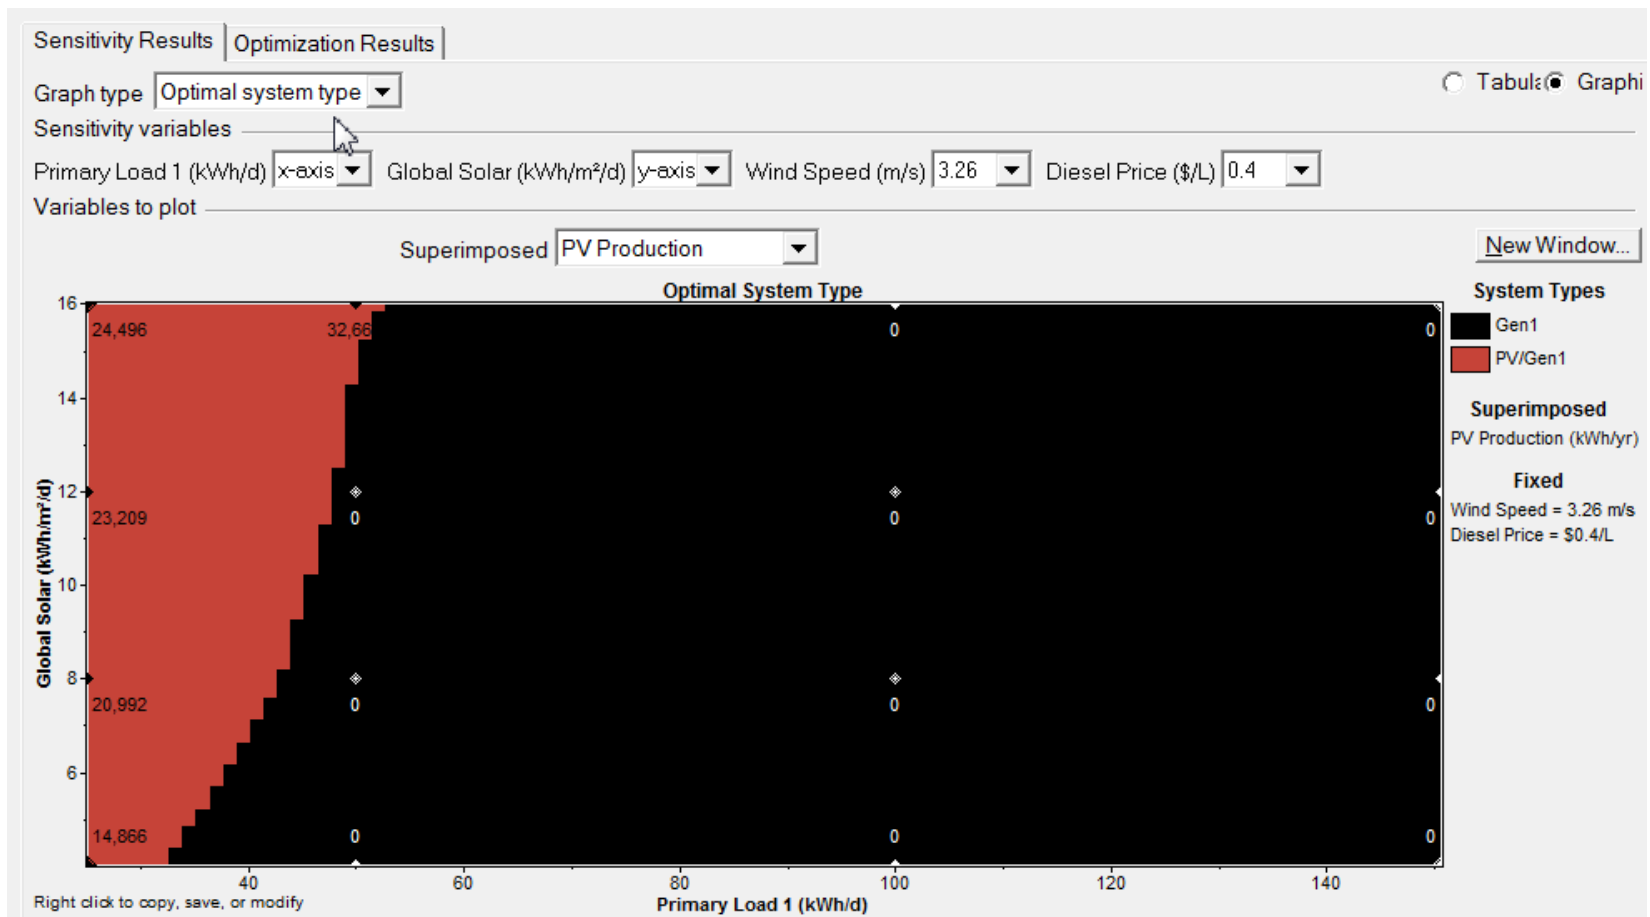 Sensitivity Results Optimization Results
Graph type Optimal system type Tabula Graphi
Sensitivity variables
Primary Load 1 (kWh/d) x-axis Global Solar (kWh/m²/d) y-axis Wind Speed (m/s) 3.26 Diesel Price ($/L) 0.4
Variables to plot
Superimposed PV Production New Window...
Optimal System Type
System Types
Gen1
PV/Gen1
Superimposed
PV Production (kWh/yr)
Fixed
Wind Speed = 3.26 m/s
Diesel Price = $0.4/L
Global Solar (kWh/m²/d)
16
24,496 32,66 0 0
14
12
23,209 0 0 0
10
8
20,992 0 0 0
6
14,866 0 0 0
40 60 80 100 120 140
Primary Load 1 (kWh/d)
Right click to copy, save, or modify